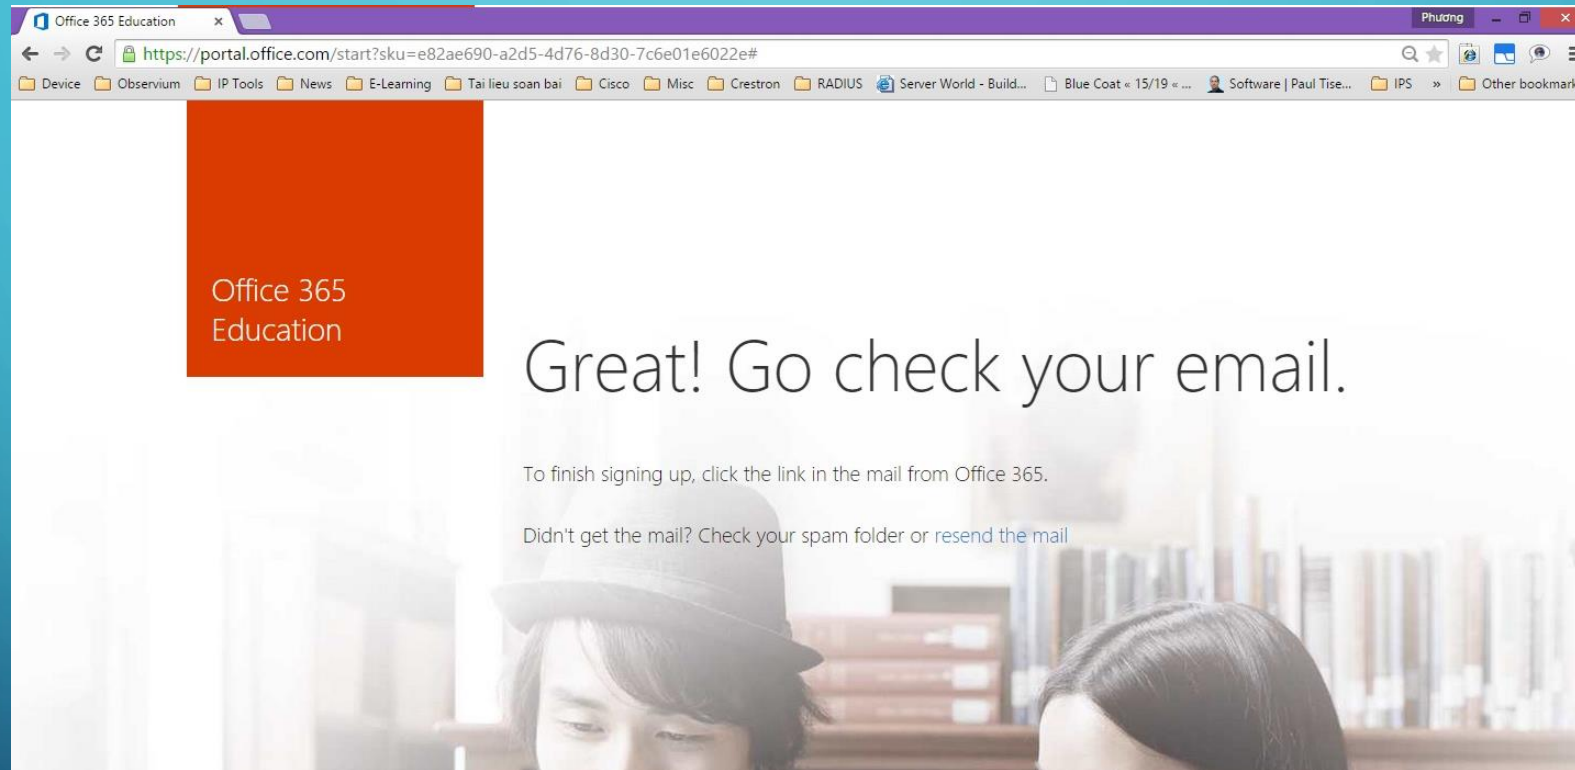 Office 365 Education
Phương
https://portal.office.com/start?sku=e82ae690-a2d5-4d76-8d30-7c6e01e6022e#
Device Observium IP Tools News E-Learning Tai lieu soan bai Cisco Misc Crestron RADIUS Server World - Build... Blue Coat « 15/19 « ... Software | Paul Tise... IPS » Other bookmark
Office 365
Education
Great! Go check your email.
To finish signing up, click the link in the mail from Office 365.
Didn't get the mail? Check your spam folder or resend the mail